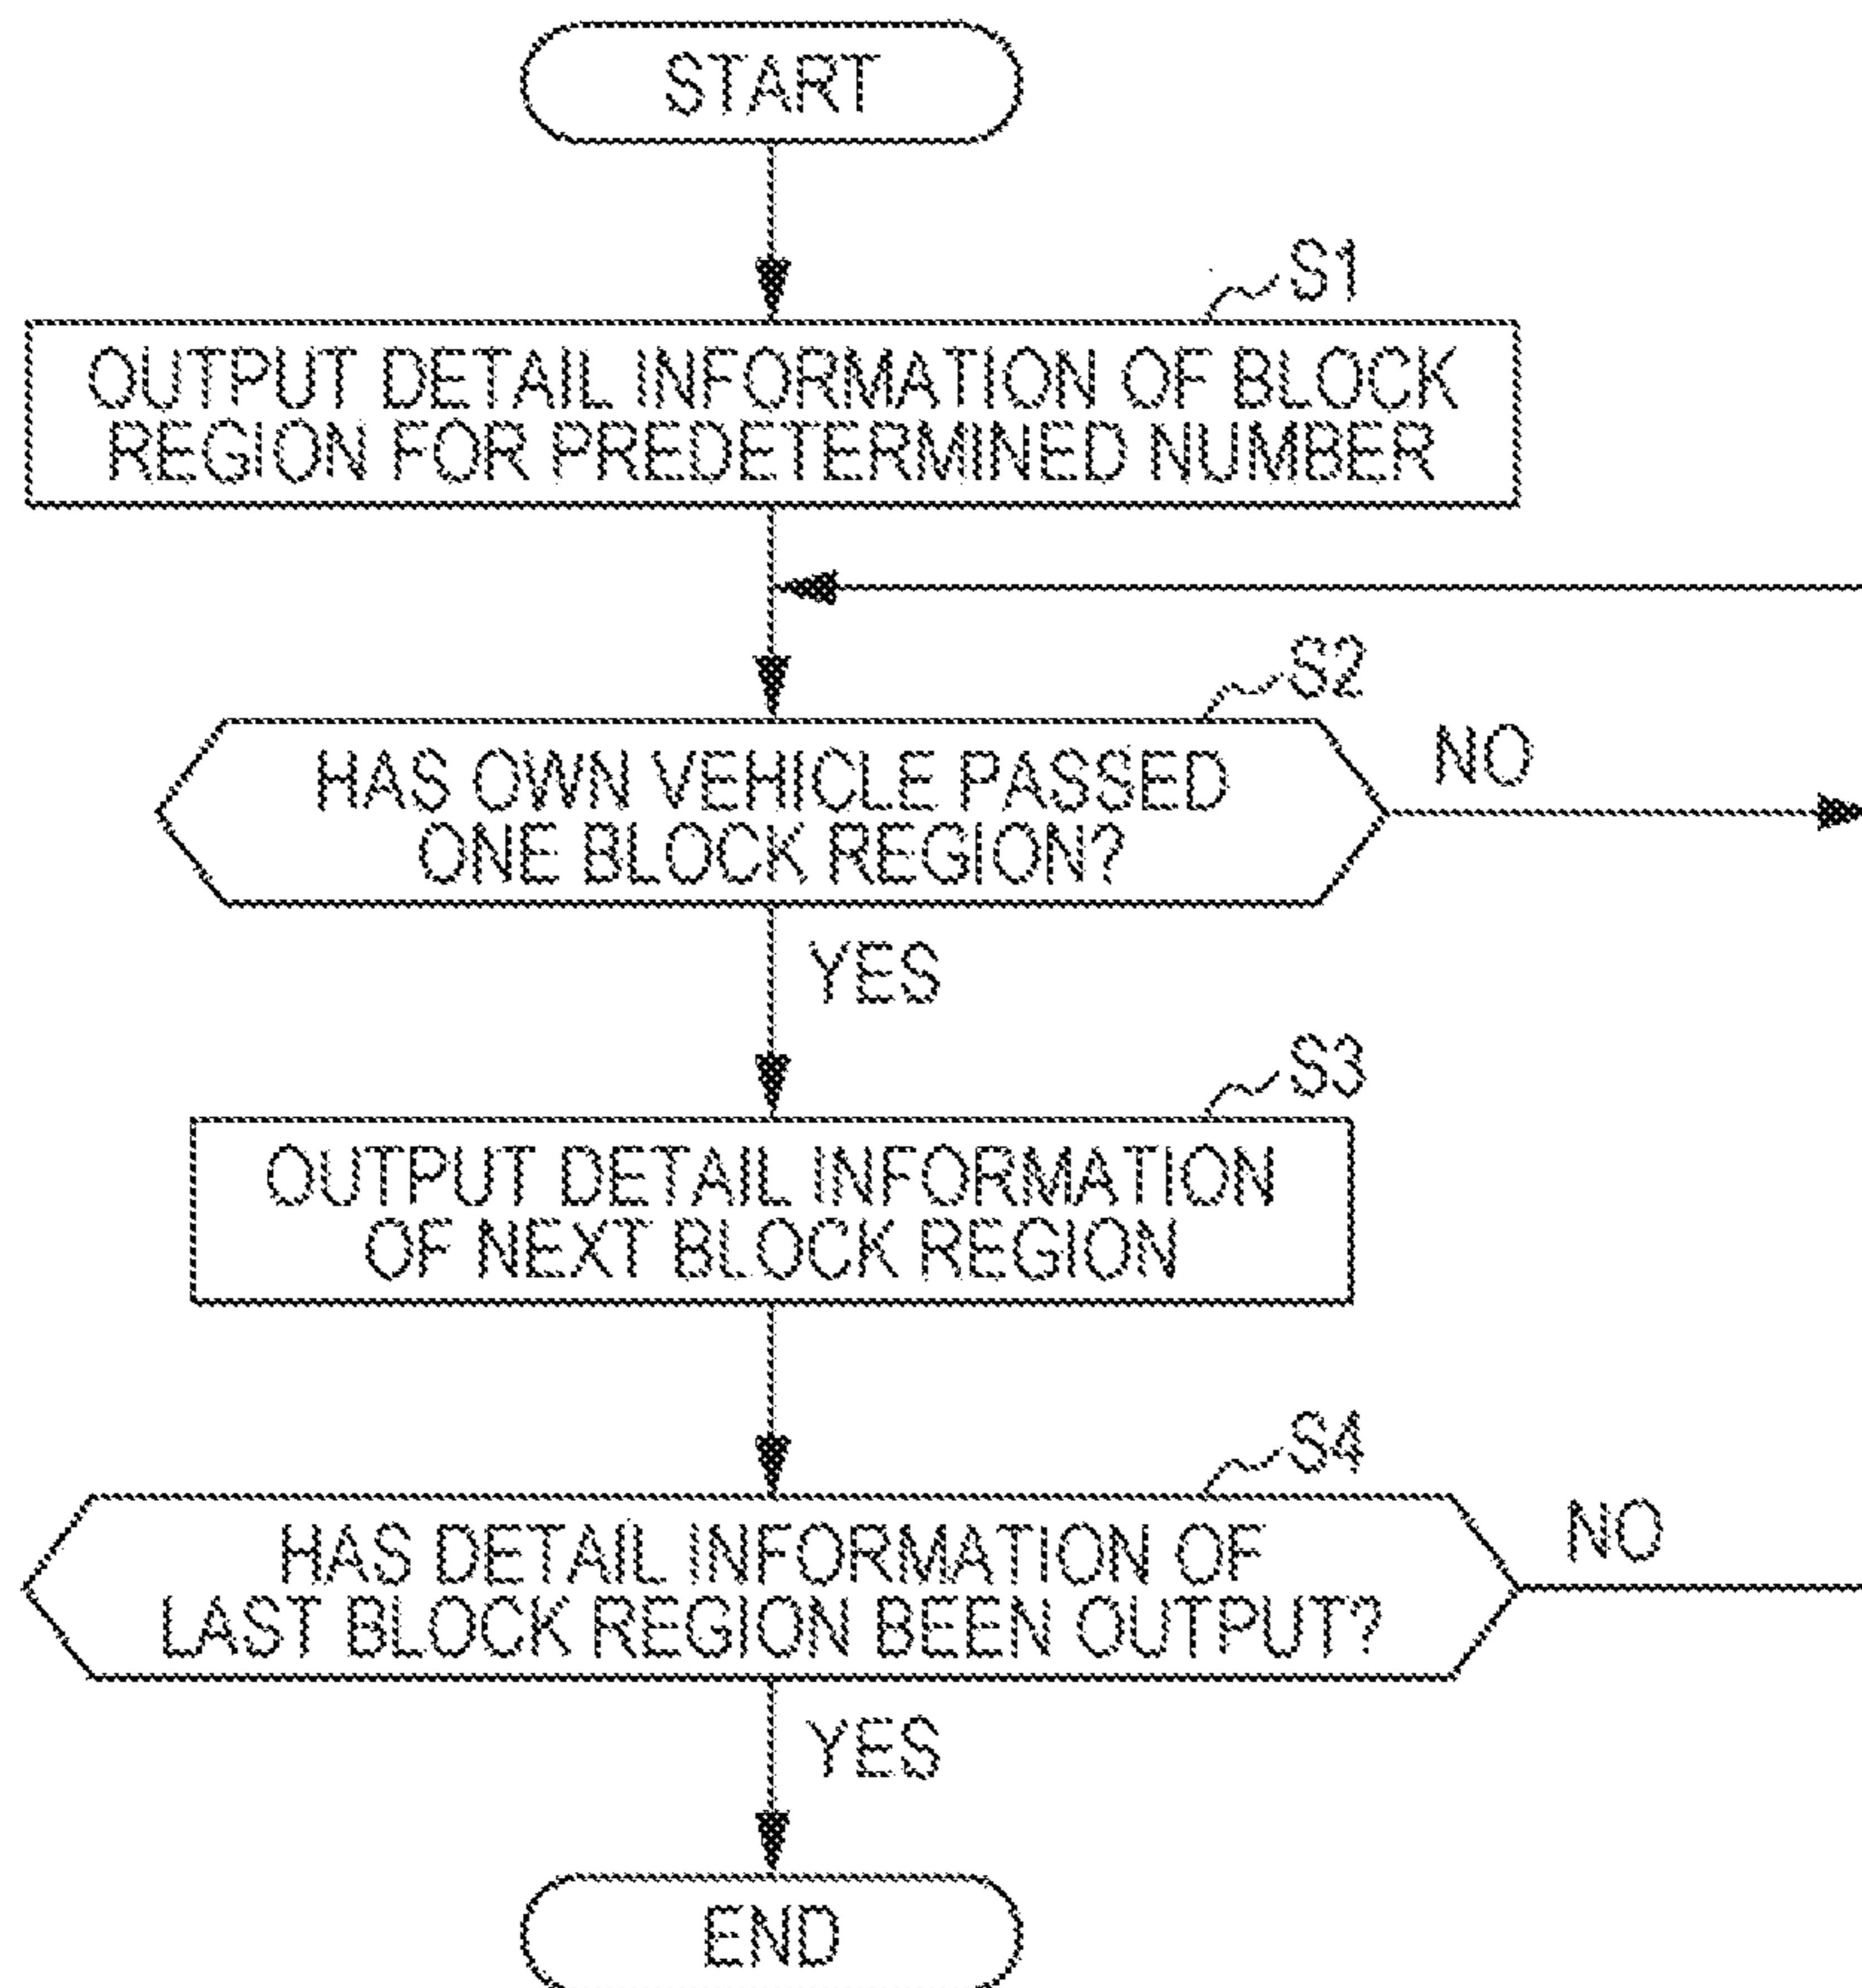 START
S1
OUTPUT DETAIL INFORMATION OF BLOCK
REGION FOR PREDETERMINED NUMBER
S2
HAS OWN VEHICLE PASSED
ONE BLOCK REGION?
NO
YES
S3
OUTPUT DETAIL INFORMATION
OF NEXT BLOCK REGION
S4
HAS DETAIL INFORMATION OF
LAST BLOCK REGION BEEN OUTPUT?
NO
YES
END